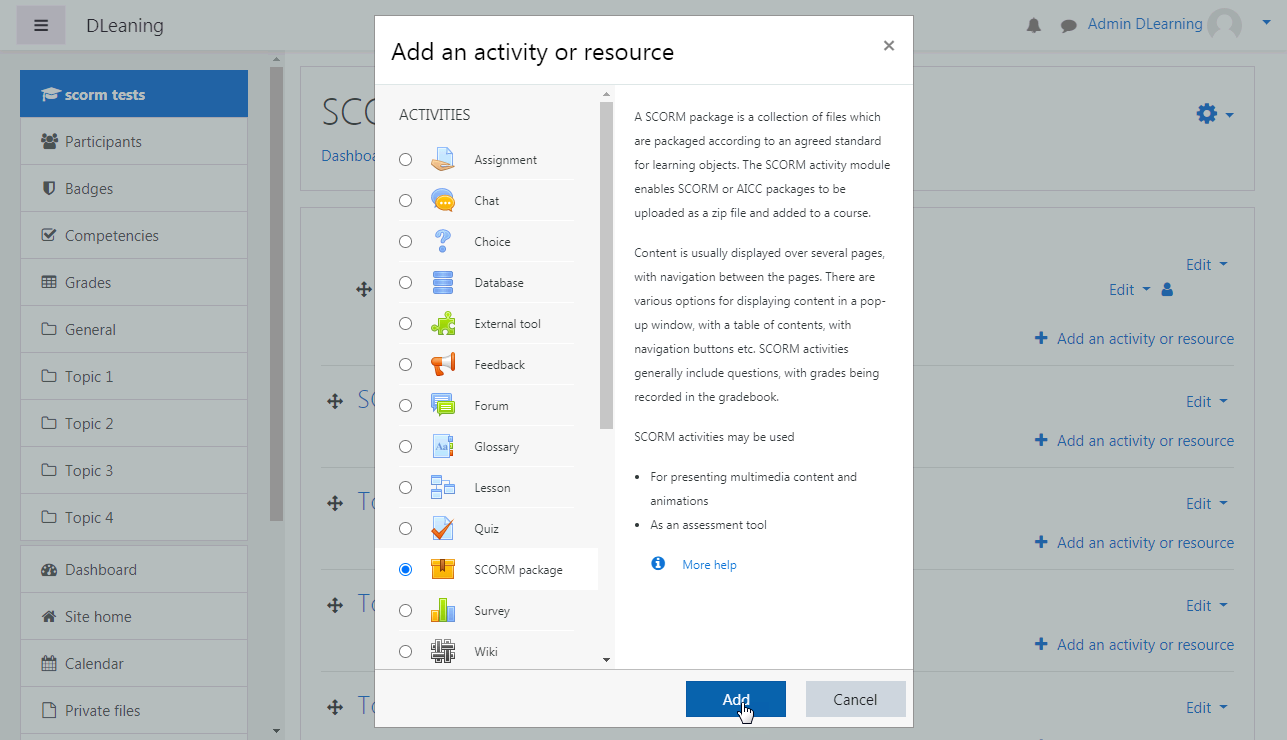 DLeaning
Admin DLearning
scorm tests
Participants
Badges
Competencies
Grades
General
Topic 1
Topic 2
Topic 3
Topic 4
Dashboard
Site home
Calendar
Private files
Add an activity or resource
×
ACTIVITIES
Assignment
Chat
Choice
Database
External tool
Feedback
Forum
Glossary
Lesson
Quiz
SCORM package
Survey
Wiki
A SCORM package is a collection of files which
are packaged according to an agreed standard
for learning objects. The SCORM activity module
enables SCORM or AICC packages to be
uploaded as a zip file and added to a course.
Content is usually displayed over several pages,
with navigation between the pages. There are
various options for displaying content in a pop-
up window, with a table of contents, with
navigation buttons etc. SCORM activities
generally include questions, with grades being
recorded in the gradebook.
SCORM activities may be used
• For presenting multimedia content and
animations
• As an assessment tool
More help
Add
Cancel
Edit
Edit
Add an activity or resource
Edit
Add an activity or resource
Edit
Add an activity or resource
Edit
Add an activity or resource
Edit